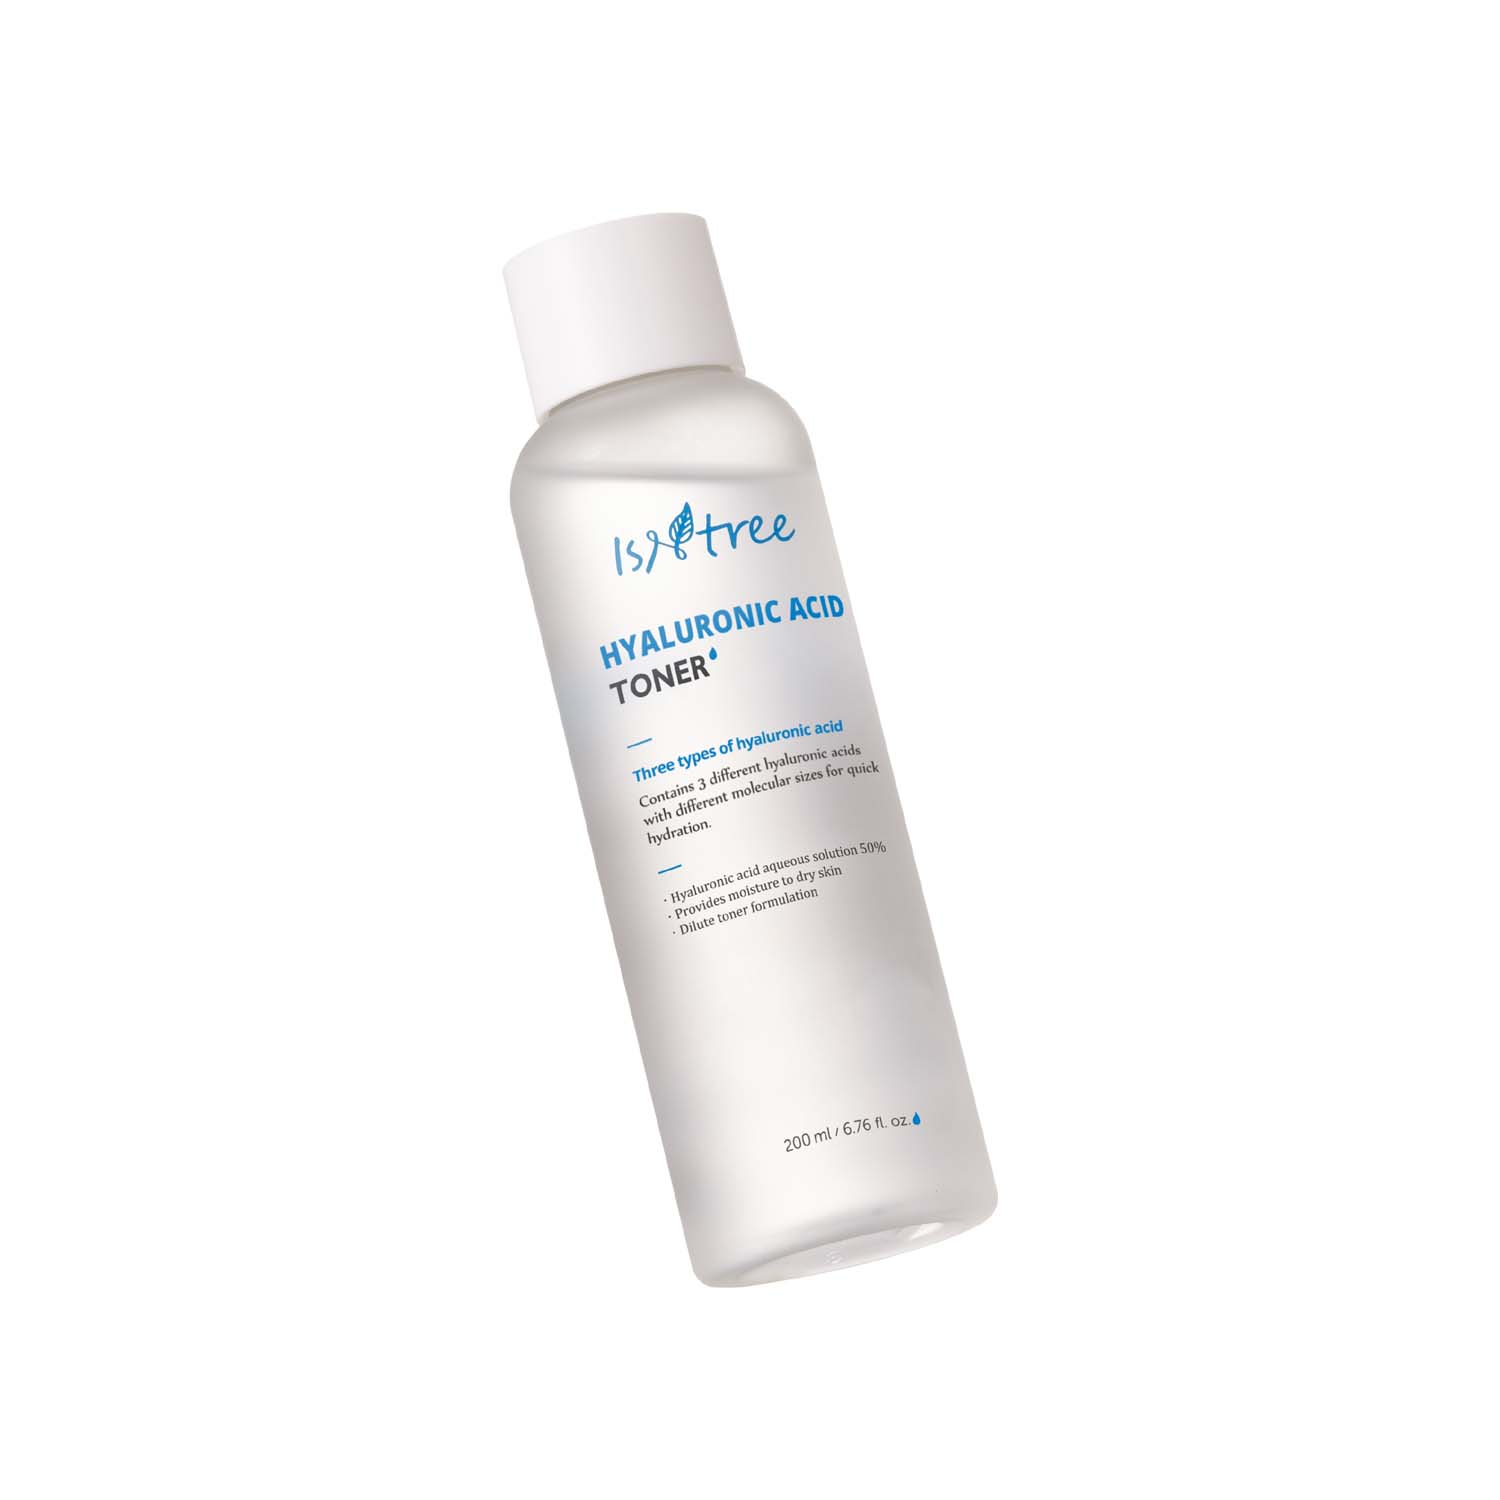 Isntree
HYALURONIC ACID
TONER
Three types of hyaluronic acid
Contains 3 different hyaluronic acids
with different molecular sizes for quick
hydration.
· Hyaluronic acid aqueous solution 50%
· Provides moisture to dry skin
· Dilute toner formulation
200 ml / 6.76 fl. oz.